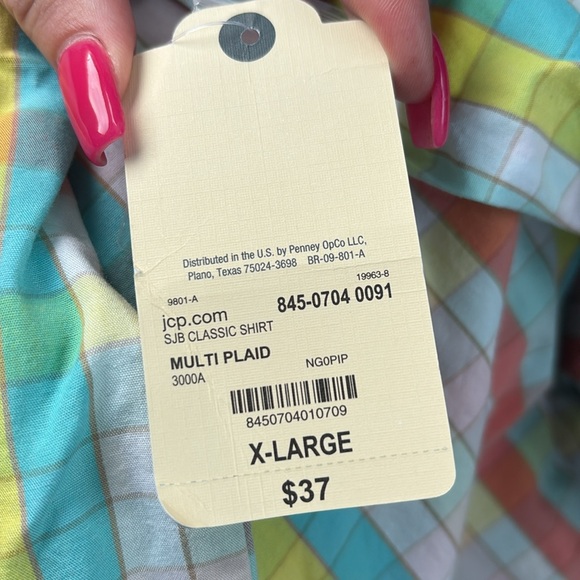 Distributed in the U.S. by Penney OpCo LLC,
Plano, Texas 75024-3698 BR-09-801-A
9801-A 19963-8
jcp.com 845-0704 0091
SJB CLASSIC SHIRT
MULTI PLAID
3000A NG0PIP
8450704010709
X-LARGE
$37